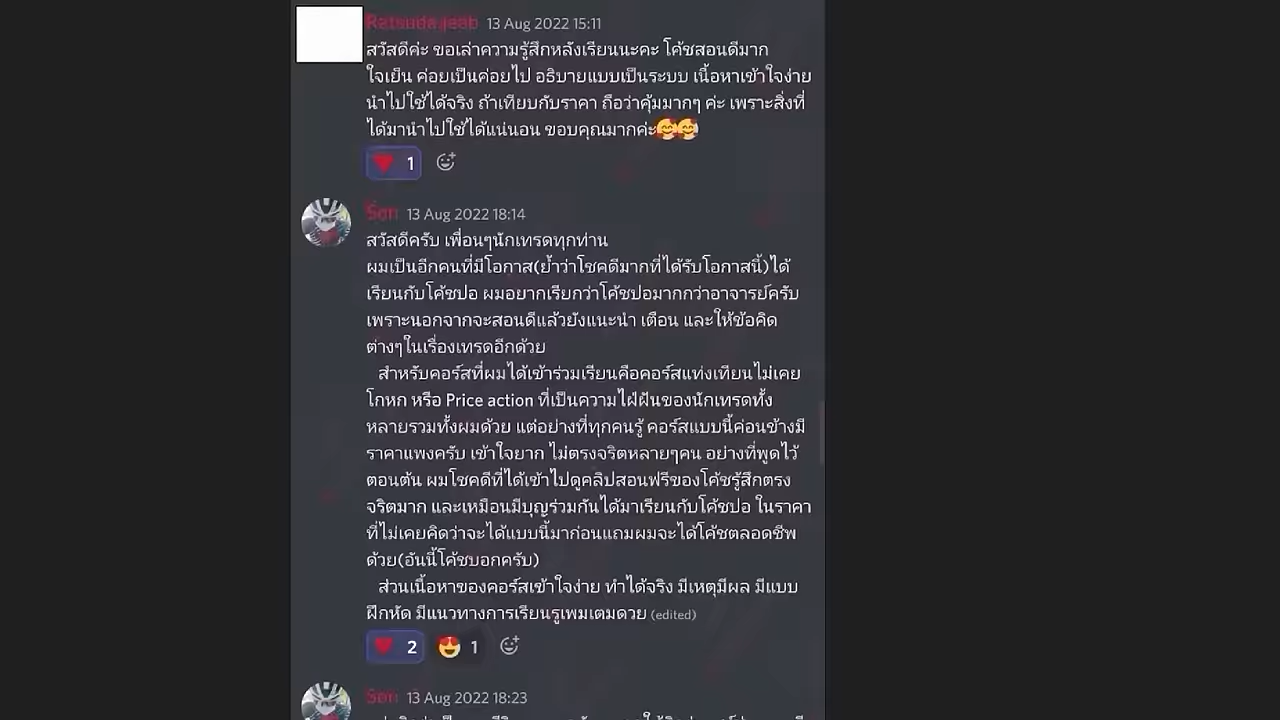 Ratsuda.jeab 13 Aug 2022 15:11
สวัสดีค่ะ ขอเล่าความรู้สึกหลังเรียนนะคะ โค้ชสอนดีมาก
ใจเย็น ค่อยเป็นค่อยไป อธิบายแบบเป็นระบบ เนื้อหาเข้าใจง่าย
นำไปใช้ได้จริง ถ้าเทียบกับราคา ถือว่าคุ้มมากๆ ค่ะ เพราะสิ่งที่
ได้มานำไปใช้ได้แน่นอน ขอบคุณมากค่ะ🥰🥰
❤️ 1
Son 13 Aug 2022 18:14
สวัสดีครับ เพื่อนๆนักเทรดทุกท่าน
ผมเป็นอีกคนที่มีโอกาส(ย้ำว่าโชคดีมากที่ได้รับโอกาสนี้)ได้
เรียนกับโค้ชปอ ผมอยากเรียกว่าโค้ชปอมากกว่าอาจารย์ครับ
เพราะนอกจากจะสอนดีแล้วยังแนะนำ เตือน และให้ข้อคิด
ต่างๆในเรื่องเทรดอีกด้วย
สำหรับคอร์สที่ผมได้เข้าร่วมเรียนคือคอร์สแท่งเทียนไม่เคย
โกหก หรือ Price action ที่เป็นความไฝ่ฝันของนักเทรดทั้ง
หลายรวมทั้งผมด้วย แต่อย่างที่ทุกคนรู้ คอร์สแบบนี้ค่อนข้างมี
ราคาแพงครับ เข้าใจยาก ไม่ตรงจริตหลายๆคน อย่างที่พูดไว้
ตอนต้น ผมโชคดีที่ได้เข้าไปดูคลิปสอนฟรีของโค้ชรู้สึกตรง
จริตมาก และเหมือนมีบุญร่วมกันได้มาเรียนกับโค้ชปอ ในราคา
ที่ไม่เคยคิดว่าจะได้แบบนี้มาก่อนแถมผมจะได้โค้ชตลอดชีพ
ด้วย(อันนี้โค้ชบอกครับ)
ส่วนเนื้อหาของคอร์สเข้าใจง่าย ทำได้จริง มีเหตุมีผล มีแบบ
ฝึกหัด มีแนวทางการเรียนรู้เพิ่มเติมด้วย (edited)
❤️ 2 😍 1
Son 13 Aug 2022 18:23